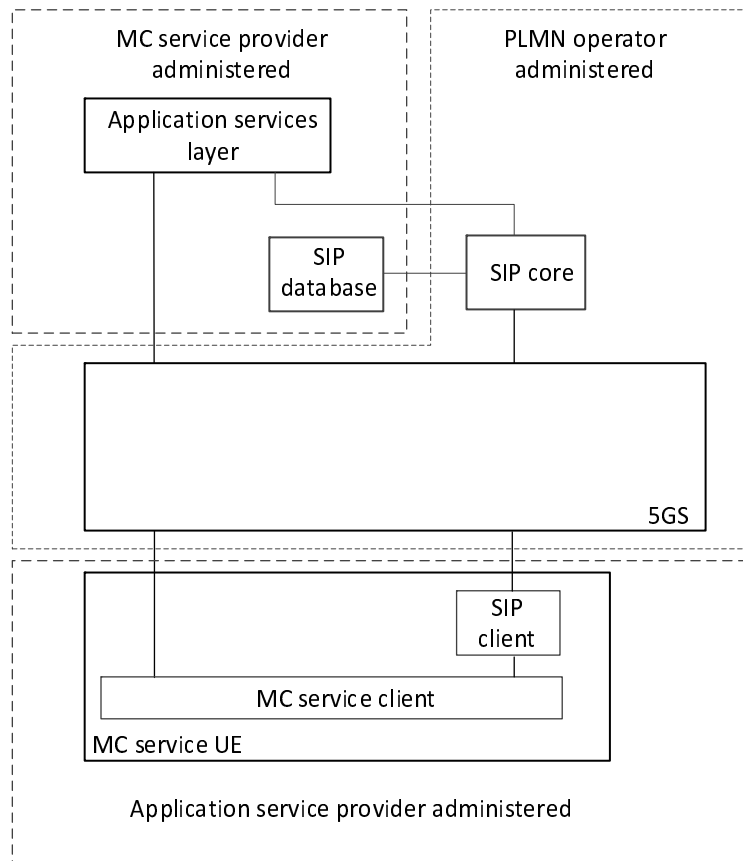 MC service provider
administered
PLMN operator
administered
Application services
layer
SIP
database
SIP core
5GS
SIP
client
MC service client
MC service UE
Application service provider administered